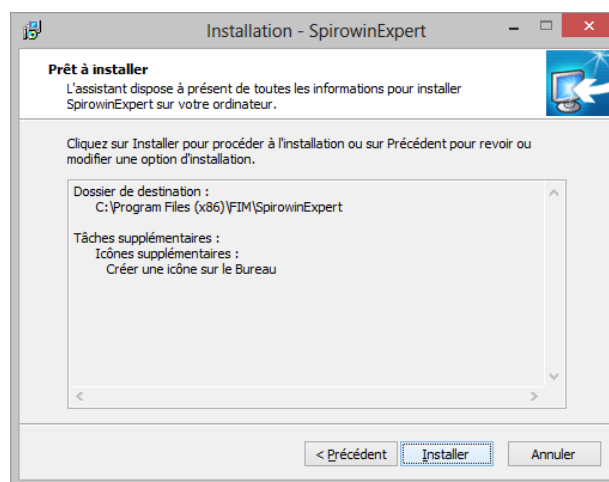 Installation - SpirowinExpert
Prêt à installer
L'assistant dispose à présent de toutes les informations pour installer
SpirowinExpert sur votre ordinateur.
Cliquez sur Installer pour procéder à l'installation ou sur Précédent pour revoir ou
modifier une option d'installation.
Dossier de destination :
C:\Program Files (x86)\FIM\SpirowinExpert
Tâches supplémentaires :
Icônes supplémentaires :
Créer une icône sur le Bureau
< Précédent Installer Annuler